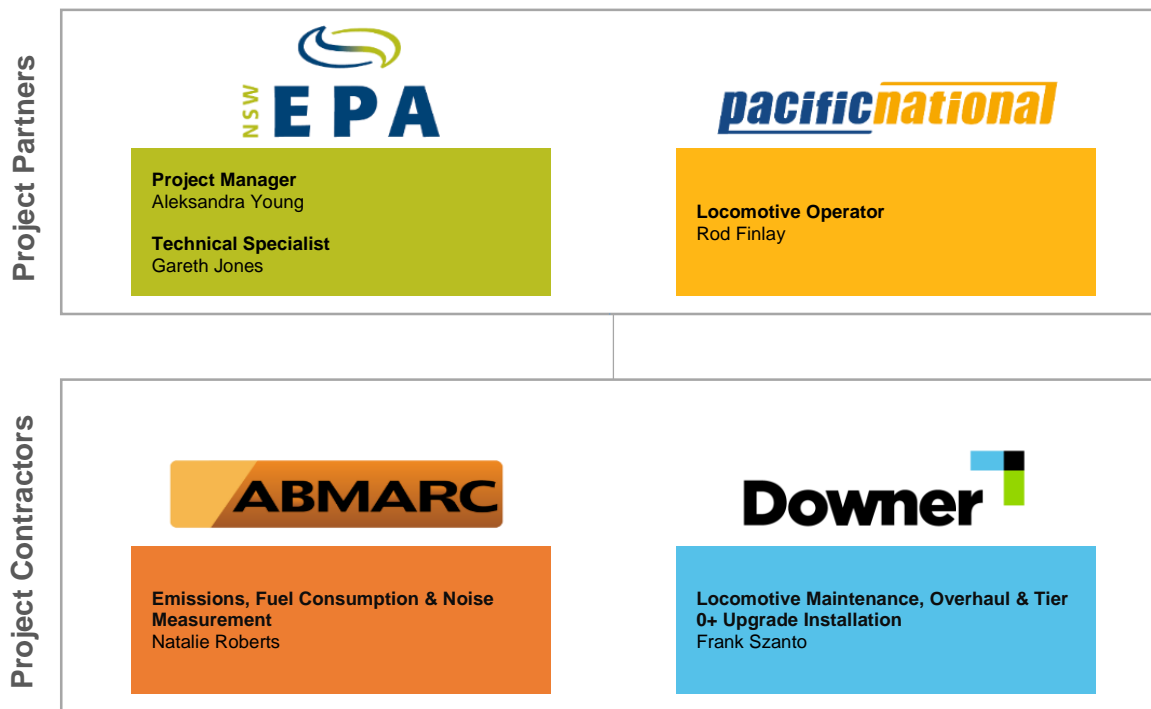 Project Partners
NSW
EPA
Project Manager
Aleksandra Young
Technical Specialist
Gareth Jones
pacificnational
Locomotive Operator
Rod Finlay
Project Contractors
ABMARC
Emissions, Fuel Consumption & Noise
Measurement
Natalie Roberts
Downer
Locomotive Maintenance, Overhaul & Tier
0+ Upgrade Installation
Frank Szanto